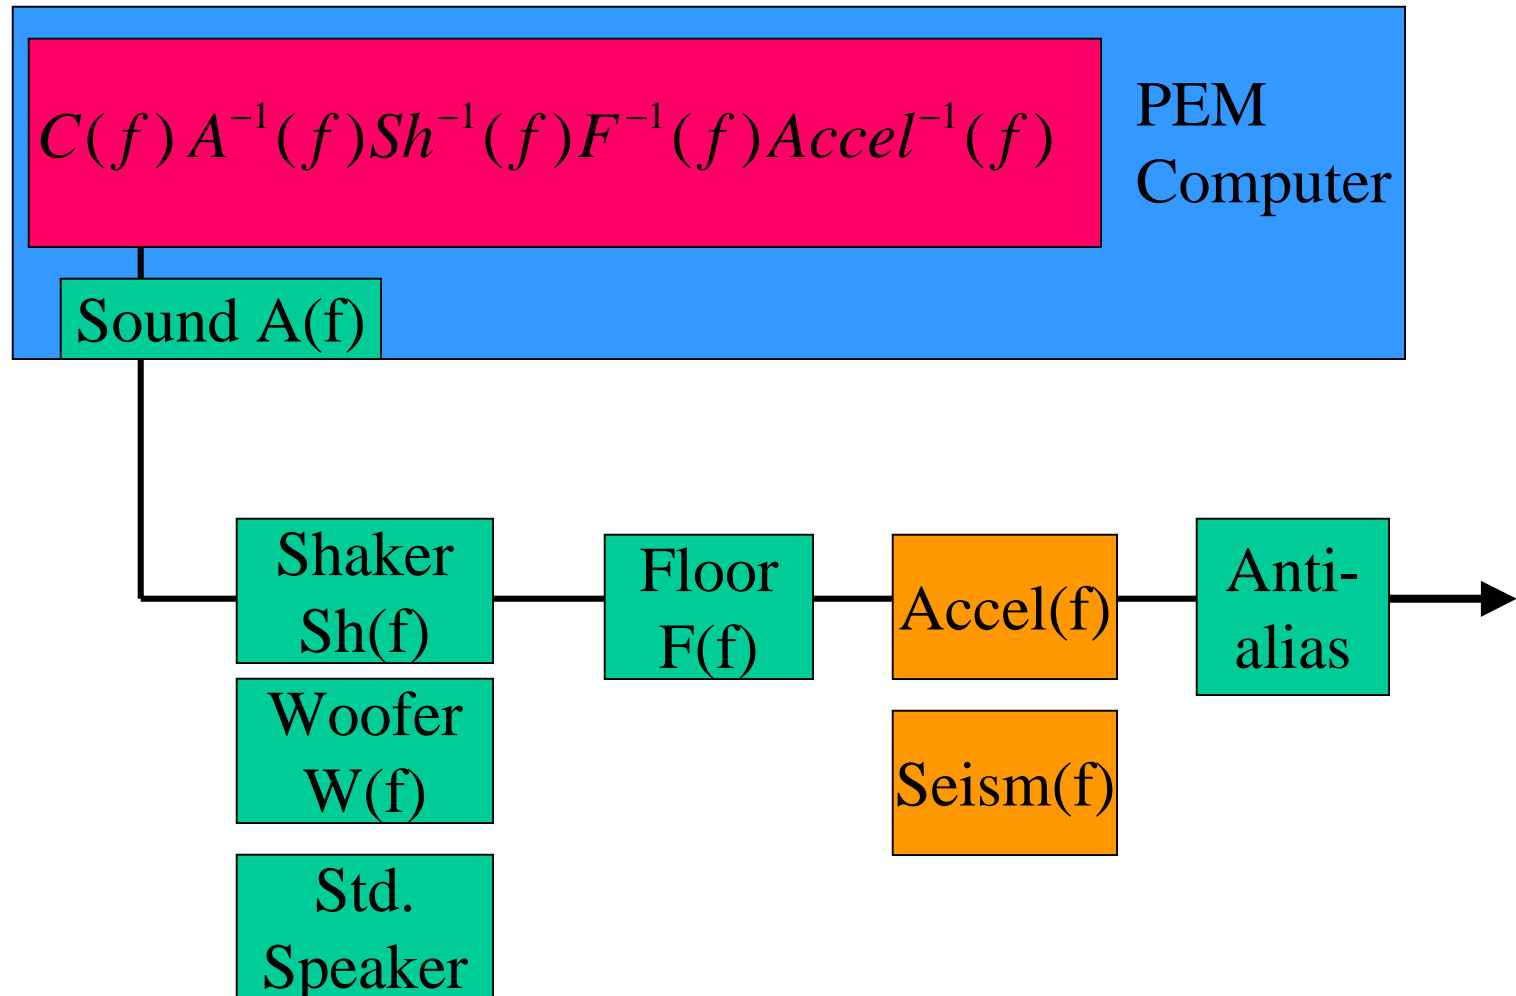 C(f) A⁻¹(f)Sh⁻¹(f)F⁻¹(f)Accel⁻¹(f)
PEM
Computer
Sound A(f)
Shaker
Sh(f)
Floor
F(f)
Accel(f)
Anti-
alias
Woofer
W(f)
Seism(f)
Std.
Speaker